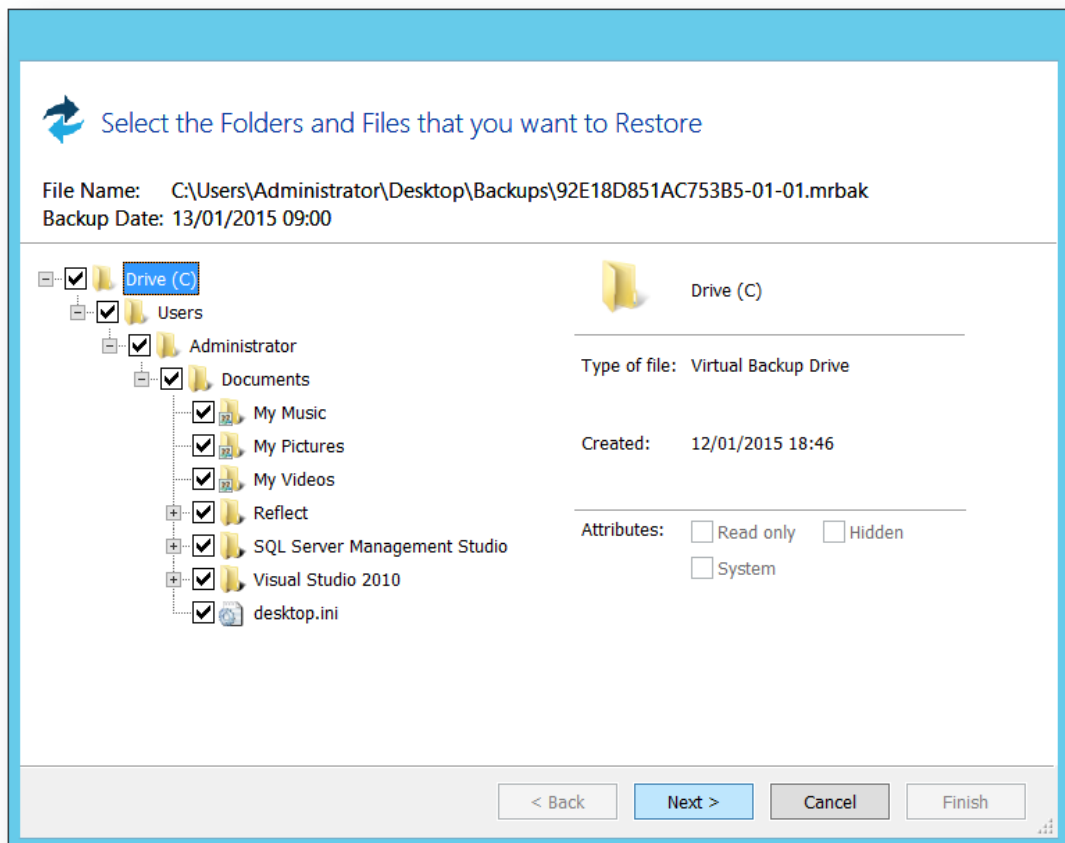 Select the Folders and Files that you want to Restore
File Name: C:\Users\Administrator\Desktop\Backups\92E18D851AC753B5-01-01.mrbak
Backup Date: 13/01/2015 09:00
Drive (C)
Users
Administrator
Documents
My Music
My Pictures
My Videos
Reflect
SQL Server Management Studio
Visual Studio 2010
desktop.ini
Drive (C)
Type of file: Virtual Backup Drive
Created: 12/01/2015 18:46
Attributes: Read only Hidden
System
< Back Next > Cancel Finish